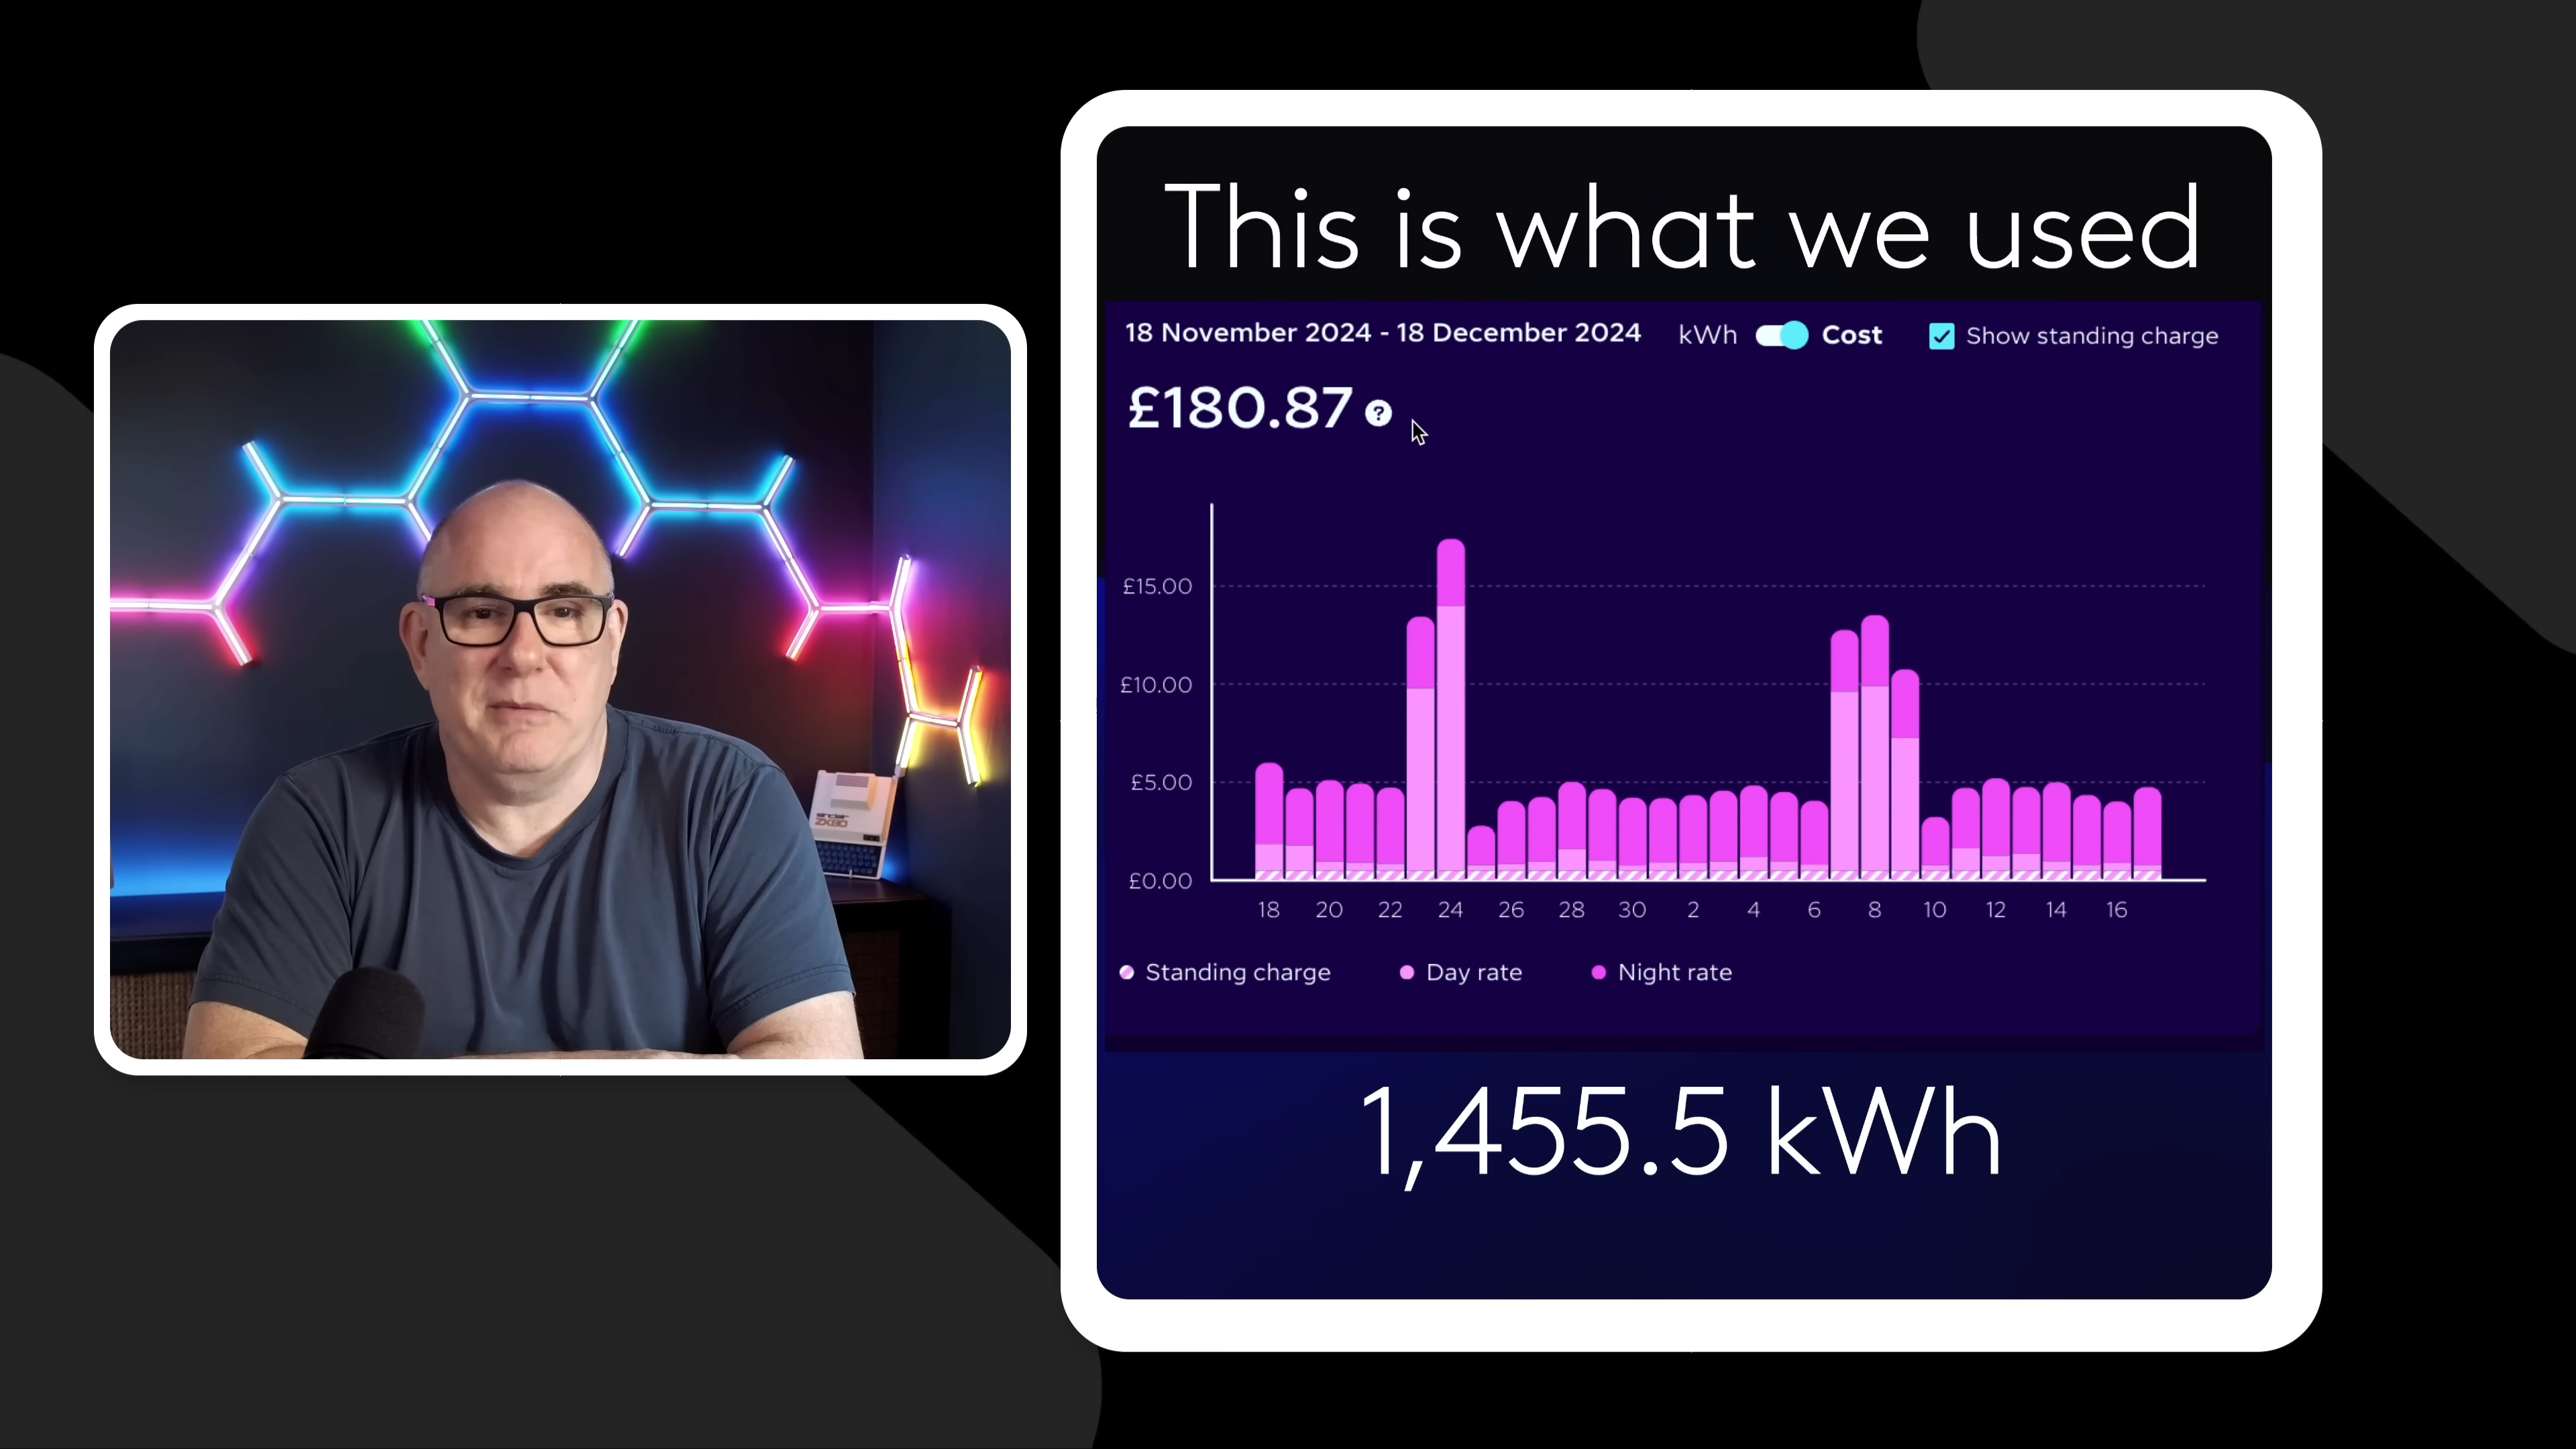 This is what we used
18 November 2024 - 18 December 2024 kWh Cost Show standing charge
£180.87 ?
£15.00
£10.00
£5.00
£0.00
18 20 22 24 26 28 30 2 4 6 8 10 12 14 16
Standing charge Day rate Night rate
1,455.5 kWh
sinclair
ZX80